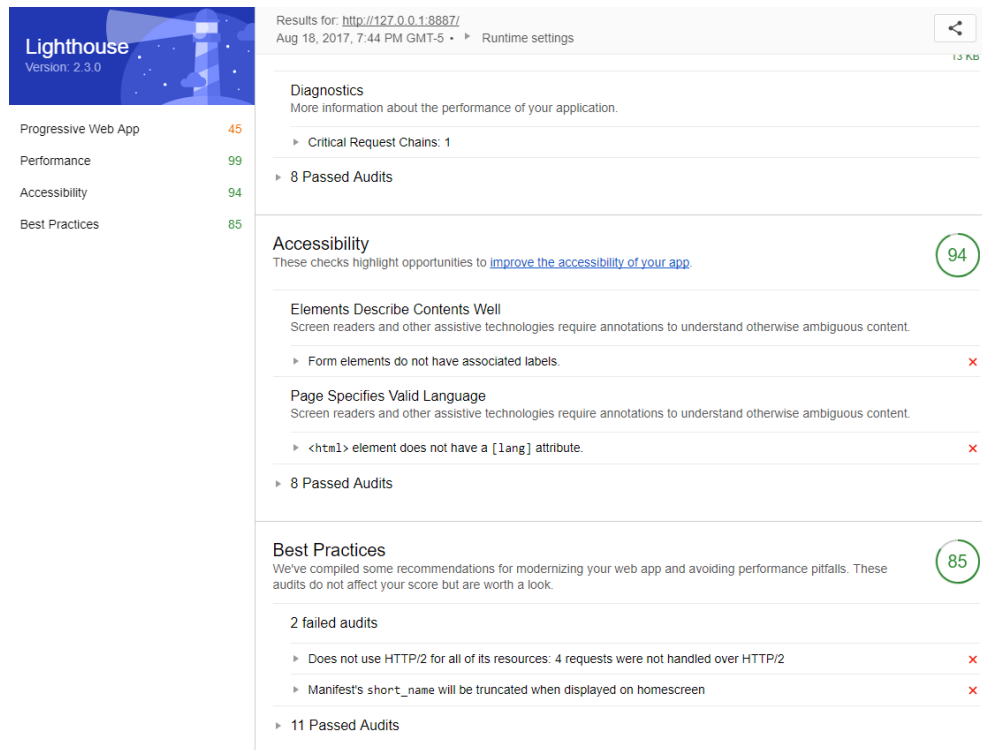 Lighthouse
Version: 2.3.0
Progressive Web App 45
Performance 99
Accessibility 94
Best Practices 85
Results for: http://127.0.0.1:8887/
Aug 18, 2017, 7:44 PM GMT-5 • Runtime settings
13 KB
Diagnostics
More information about the performance of your application.
Critical Request Chains: 1
8 Passed Audits
Accessibility
These checks highlight opportunities to improve the accessibility of your app.
94
Elements Describe Contents Well
Screen readers and other assistive technologies require annotations to understand otherwise ambiguous content.
Form elements do not have associated labels.
Page Specifies Valid Language
Screen readers and other assistive technologies require annotations to understand otherwise ambiguous content.
<html> element does not have a [lang] attribute.
8 Passed Audits
Best Practices
We've compiled some recommendations for modernizing your web app and avoiding performance pitfalls. These
audits do not affect your score but are worth a look.
85
2 failed audits
Does not use HTTP/2 for all of its resources: 4 requests were not handled over HTTP/2
Manifest's short_name will be truncated when displayed on homescreen
11 Passed Audits